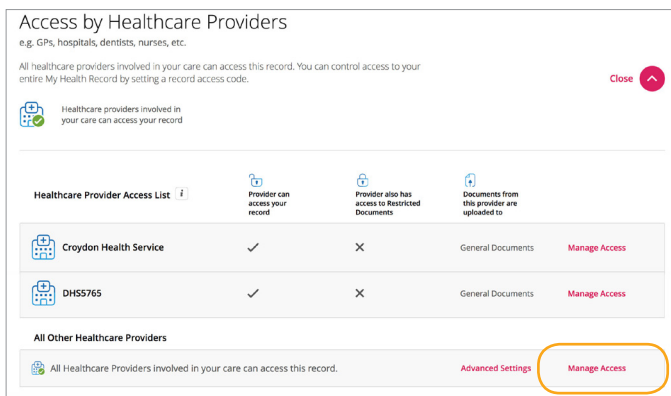 Access by Healthcare Providers
e.g. GPs, hospitals, dentists, nurses, etc.
All healthcare providers involved in your care can access this record. You can control access to your
entire My Health Record by setting a record access code.
Close
Healthcare providers involved in
your care can access your record
Healthcare Provider Access List i
Provider can
access your
record
Provider also has
access to Restricted
Documents
Documents from
this provider are
uploaded to
Croydon Health Service General Documents Manage Access
DHS5765 General Documents Manage Access
All Other Healthcare Providers
All Healthcare Providers involved in your care can access this record. Advanced Settings Manage Access